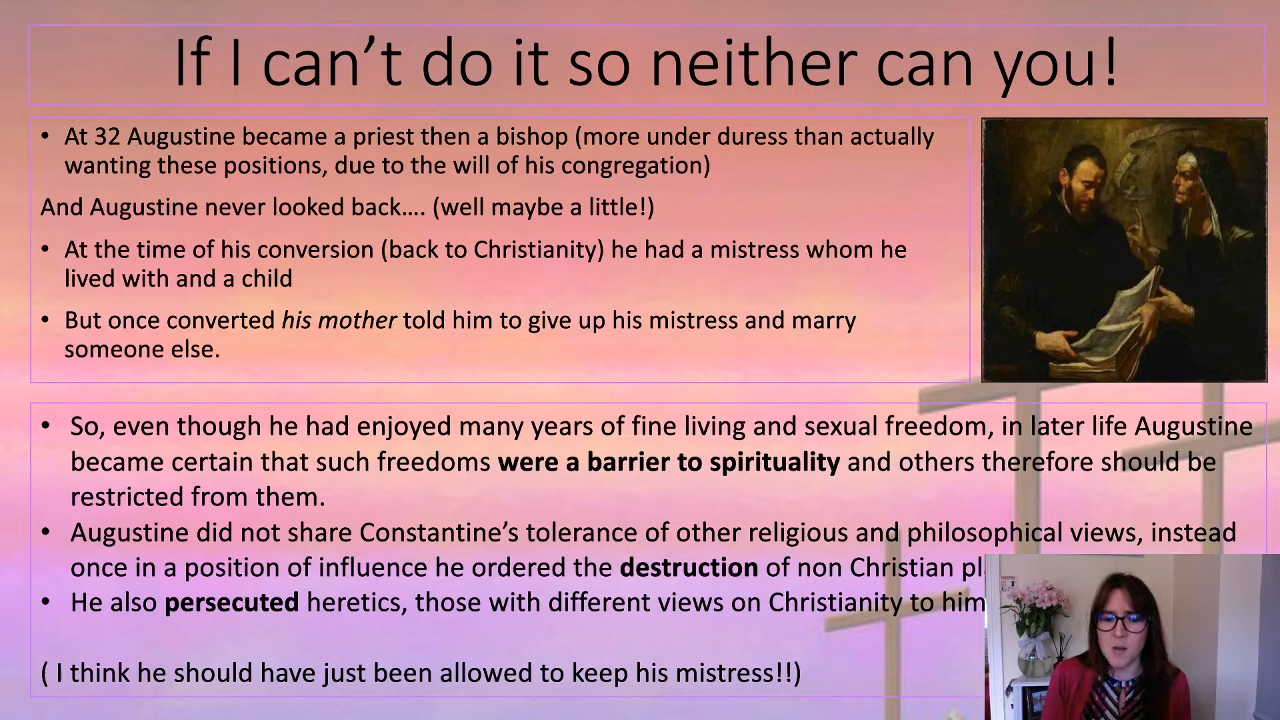 If I can't do it so neither can you!
• At 32 Augustine became a priest then a bishop (more under duress than actually
wanting these positions, due to the will of his congregation)
And Augustine never looked back…. (well maybe a little!)
• At the time of his conversion (back to Christianity) he had a mistress whom he
lived with and a child
• But once converted his mother told him to give up his mistress and marry
someone else.
• So, even though he had enjoyed many years of fine living and sexual freedom, in later life Augustine
became certain that such freedoms were a barrier to spirituality and others therefore should be
restricted from them.
• Augustine did not share Constantine's tolerance of other religious and philosophical views, instead
once in a position of influence he ordered the destruction of non Christian
• He also persecuted heretics, those with different views on Christianity to him
( I think he should have just been allowed to keep his mistress!!)